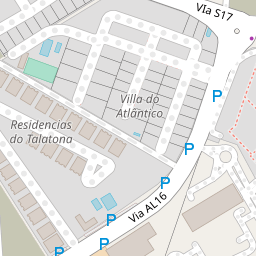 VIa S17
Villa do
Atlântico
Residencias
do Talatona
P
P
P
Via AL16
P
P